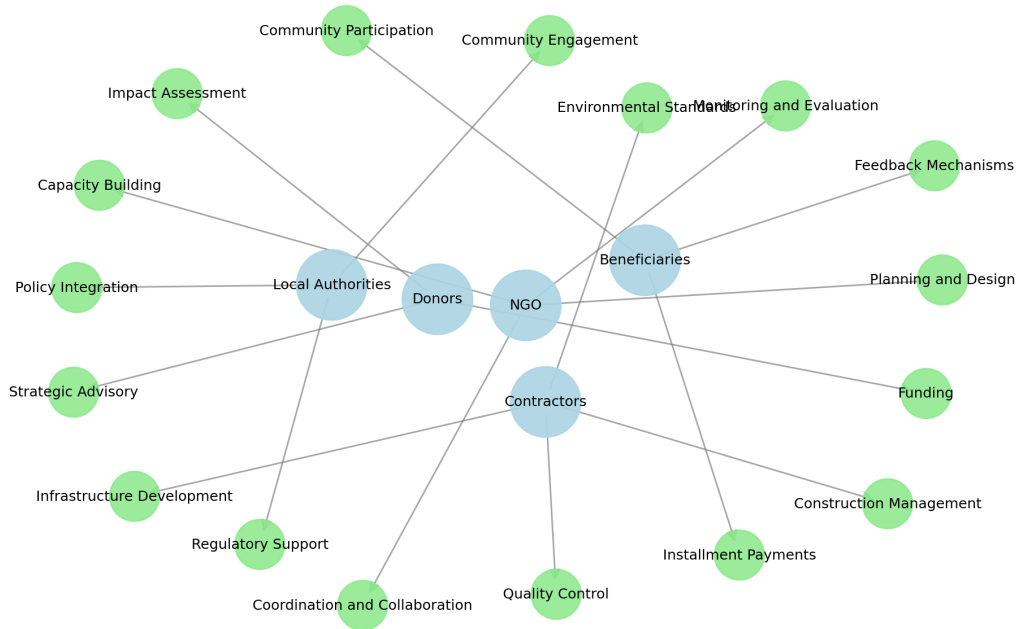 Community Participation
Community Engagement
Impact Assessment
Environmental Standards
Monitoring and Evaluation
Feedback Mechanisms
Capacity Building
Beneficiaries
Planning and Design
Policy Integration
Local Authorities
Donors
NGO
Strategic Advisory
Funding
Contractors
Infrastructure Development
Construction Management
Regulatory Support
Installment Payments
Quality Control
Coordination and Collaboration